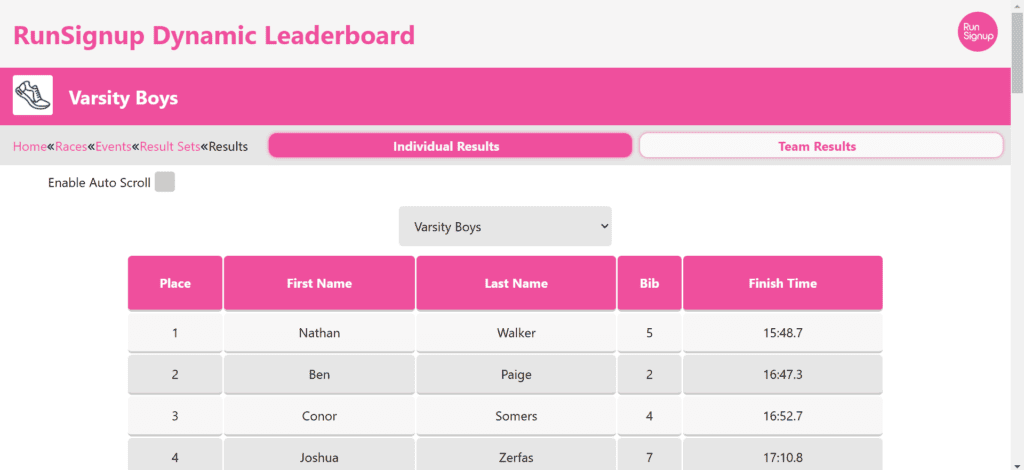 RunSignup Dynamic Leaderboard
Run
Signup
Varsity Boys
Home«Races«Events«Result Sets«Results
Individual Results
Team Results
Enable Auto Scroll
Varsity Boys
Place First Name Last Name Bib Finish Time
1 Nathan Walker 5 15:48.7
2 Ben Paige 2 16:47.3
3 Conor Somers 4 16:52.7
4 Joshua Zerfas 7 17:10.8